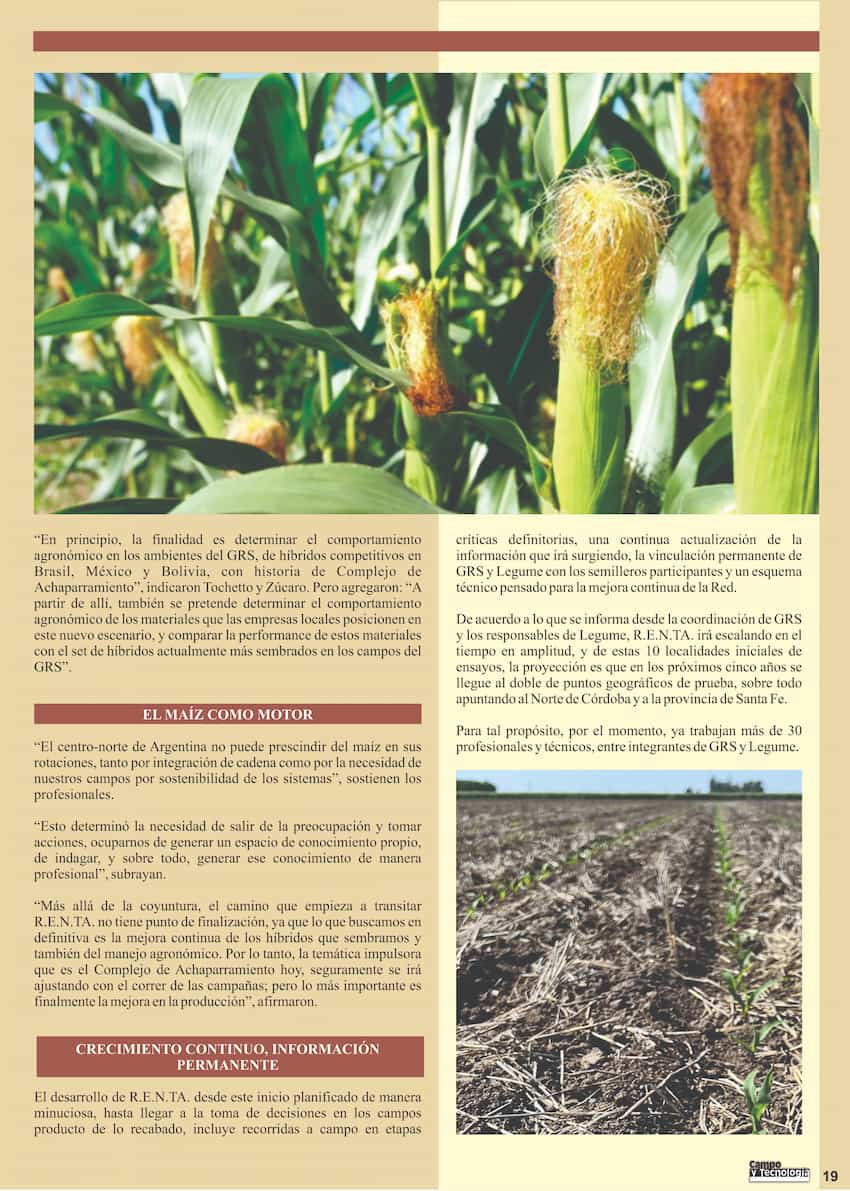 “En principio, la finalidad es determinar el comportamiento
agronómico en los ambientes del GRS, de híbridos competitivos en
Brasil, México y Bolivia, con historia de Complejo de
Achaparramiento”, indicaron Tochetto y Zúcaro. Pero agregaron: “A
partir de allí, también se pretende determinar el comportamiento
agronómico de los materiales que las empresas locales posicionen en
este nuevo escenario, y comparar la performance de estos materiales
con el set de híbridos actualmente más sembrados en los campos del
GRS”.
EL MAÍZ COMO MOTOR
“El centro-norte de Argentina no puede prescindir del maíz en sus
rotaciones, tanto por integración de cadena como por la necesidad de
nuestros campos por sostenibilidad de los sistemas”, sostienen los
profesionales.
“Esto determinó la necesidad de salir de la preocupación y tomar
acciones, ocuparnos de generar un espacio de conocimiento propio,
de indagar, y sobre todo, generar ese conocimiento de manera
profesional”, subrayan.
“Más allá de la coyuntura, el camino que empieza a transitar
R.E.N.TA. no tiene punto de finalización, ya que lo que buscamos en
definitiva es la mejora continua de los híbridos que sembramos y
también del manejo agronómico. Por lo tanto, la temática impulsora
que es el Complejo de Achaparramiento hoy, seguramente se irá
ajustando con el correr de las campañas; pero lo más importante es
finalmente la mejora en la producción”, afirmaron.
CRECIMIENTO CONTINUO, INFORMACIÓN
PERMANENTE
El desarrollo de R.E.N.TA. desde este inicio planificado de manera
minuciosa, hasta llegar a la toma de decisiones en los campos
producto de lo recabado, incluye recorridas a campo en etapas
críticas definitorias, una continua actualización de la
información que irá surgiendo, la vinculación permanente de
GRS y Legume con los semilleros participantes y un esquema
técnico pensado para la mejora continua de la Red.
De acuerdo a lo que se informa desde la coordinación de GRS
y los responsables de Legume, R.E.N.TA. irá escalando en el
tiempo en amplitud, y de estas 10 localidades iniciales de
ensayos, la proyección es que en los próximos cinco años se
llegue al doble de puntos geográficos de prueba, sobre todo
apuntando al Norte de Córdoba y a la provincia de Santa Fe.
Para tal propósito, por el momento, ya trabajan más de 30
profesionales y técnicos, entre integrantes de GRS y Legume.
Campo
y Tecnología
19